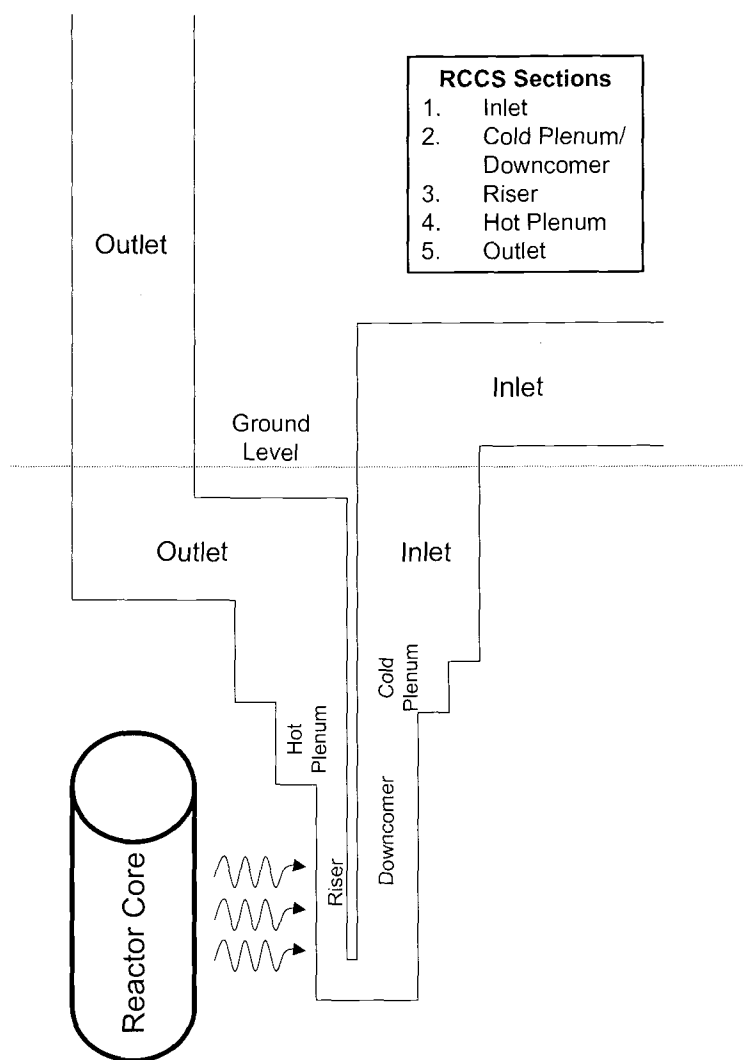 RCCS Sections
1. Inlet
2. Cold Plenum/
Downcomer
3. Riser
4. Hot Plenum
5. Outlet
Outlet
Inlet
Ground
Level
Outlet
Inlet
Cold
Plenum
Hot
Plenum
Downcomer
Riser
Reactor Core